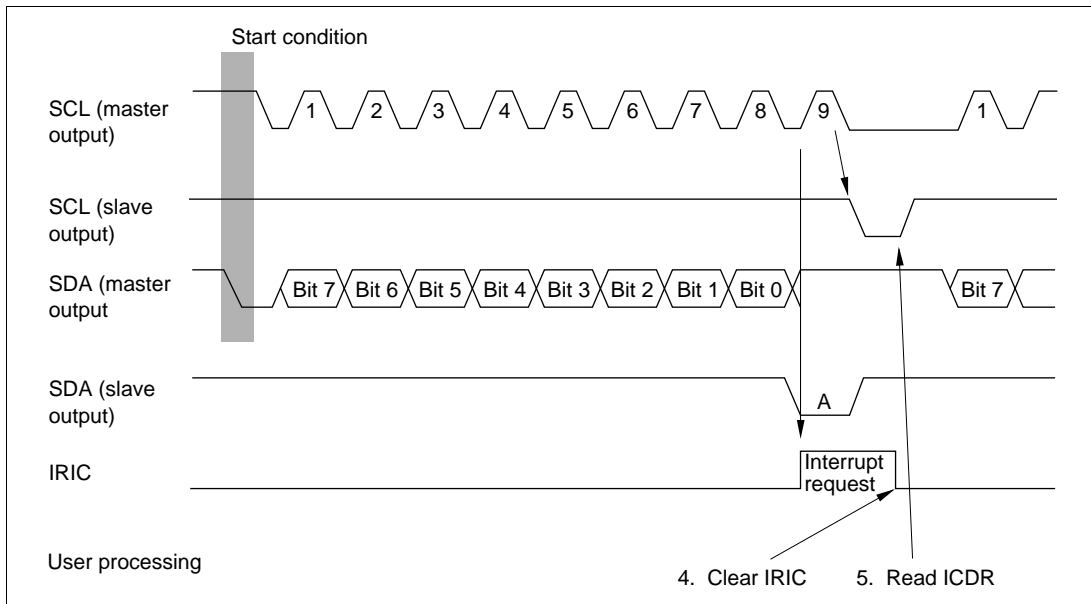 Start condition
SCL (master
output)
1 2 3 4 5 6 7 8 9 1
SCL (slave
output)
SDA (master
output
Bit 7 Bit 6 Bit 5 Bit 4 Bit 3 Bit 2 Bit 1 Bit 0 Bit 7
SDA (slave
output)
A
IRIC
Interrupt
request
User processing
4. Clear IRIC 5. Read ICDR